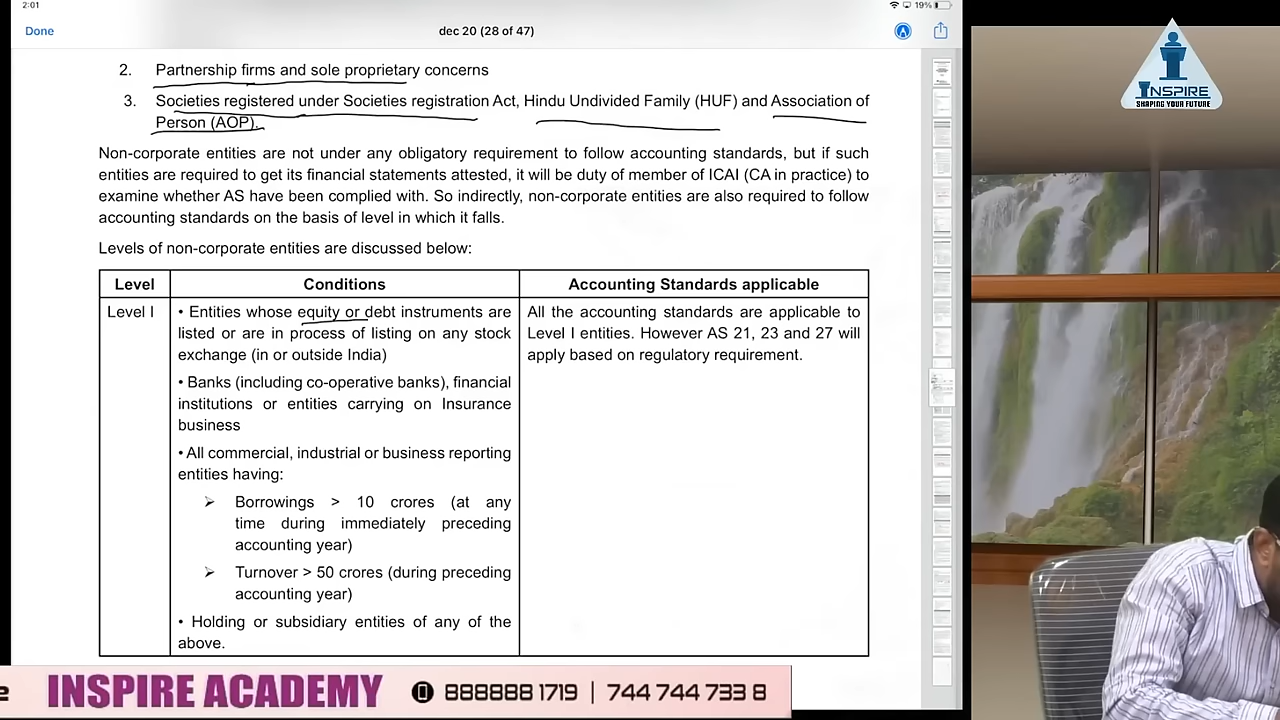 2:01
19%
Done
dec 20 (28 of 47)
2. Partnership firms and sole proprietary concerns
3. Societies registered under Societies Registration Act, Hindu Undivided Family (HUF) and Association of
Person (AOP).
Non-corporate entities are not under any obligatory requirement to follow accounting standards, but if such
entities are required to get its financial statements attested, it will be duty of member of ICAI (CA in practice) to
examine whether AS have been complied with. So indirectly, non-corporate entities are also required to follow
accounting standards on the basis of level in which it falls.
Levels of non-corporate entities are discussed below:
Level Conditions Accounting Standards applicable
Level I • Entities whose equity or debt instruments are All the accounting standards are applicable to
listed or are in process of listing in any stock Level I entities. However AS 21, 23 and 27 will
exchange (in or outside India) apply based on regulatory requirement.
• Banks (including co-operative banks), financial
institutions or entities carrying on Insurance
business
• All commercial, industrial or business reporting
entities having:
borrowings > 10 crores (at
time during immediately preceding
accounting year)
turnover > 50 crores (during preceding
accounting year
• Holding or subsidiary entities of any of the
above.
INSPIRE
SHAPING YOUR FUTURE
INSPIRE ACADE
888888 1719 | 744 744 733 8